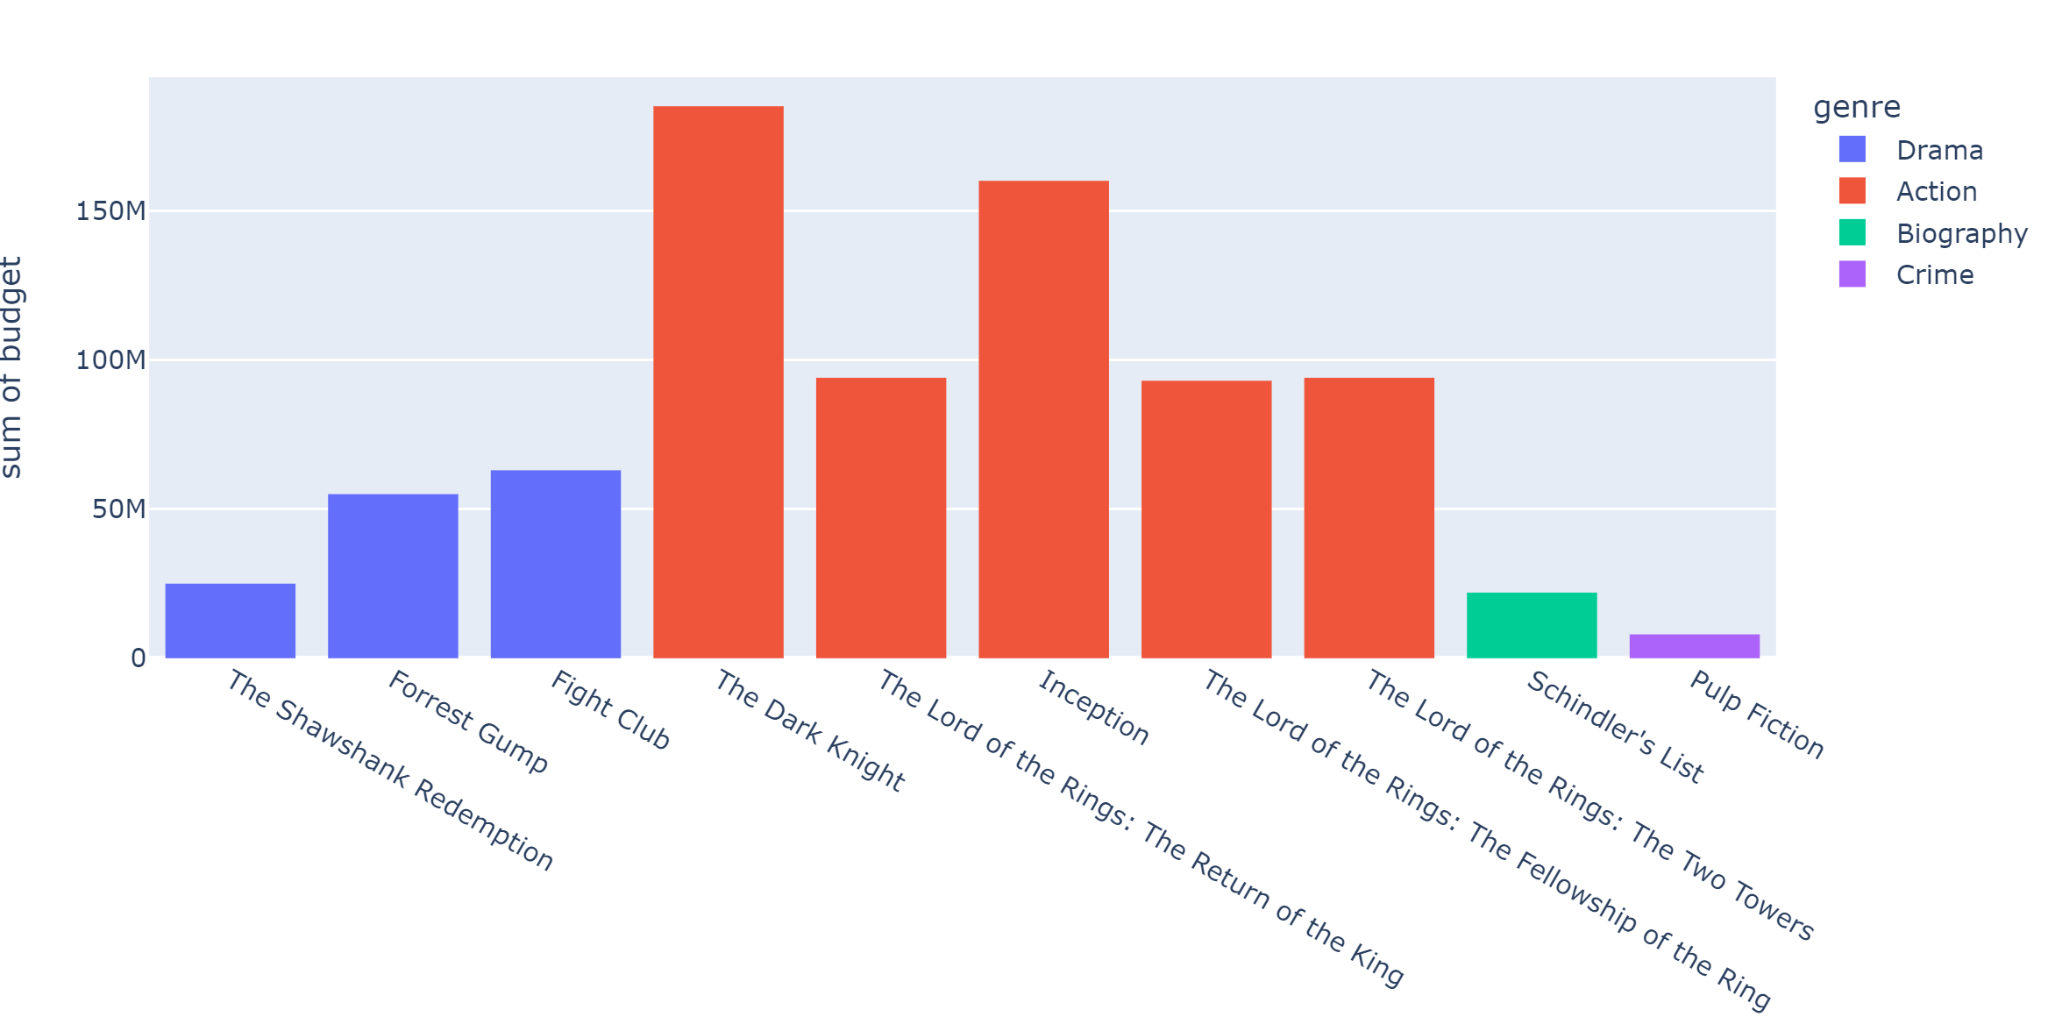 genre
Drama
Action
Biography
Crime
sum of budget
150M
100M
50M
0
The Shawshank Redemption
Forrest Gump
Fight Club
The Dark Knight
The Lord of the Rings: The Return of the King
Inception
The Lord of the Rings: The Fellowship of the Ring
The Lord of the Rings: The Two Towers
Schindler's List
Pulp Fiction